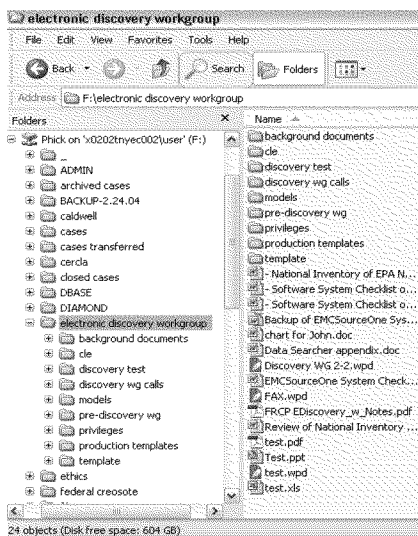 electronic discovery workgroup
File Edit View Favorites Tools Help
Back Search Folders
Address F:\electronic discovery workgroup
Folders × Name
Phick on 'x0202tnyec002\user' (F:)
_
ADMIN
archived cases
BACKUP-2.24.04
caldwell
cases
cases transferred
cercla
closed cases
DBASE
DIAMOND
electronic discovery workgroup
background documents
cle
discovery test
discovery wg calls
models
pre-discovery wg
privileges
production templates
template
ethics
federal creosote
background documents
cle
discovery test
discovery wg calls
models
pre-discovery wg
privileges
production templates
template
- National Inventory of EPA N...
- Software System Checklist o...
- Software System Checklist o...
Backup of EMCSourceOne Sys...
chart for John.doc
Data Searcher appendix.doc
Discovery WG 2-2.wpd
EMCSourceOne System Check...
FAX.wpd
FRCP EDiscovery_w_Notes.pdf
Review of National Inventory ...
test.pdf
Test.ppt
test.wpd
test.xls
24 objects (Disk free space: 604 GB)